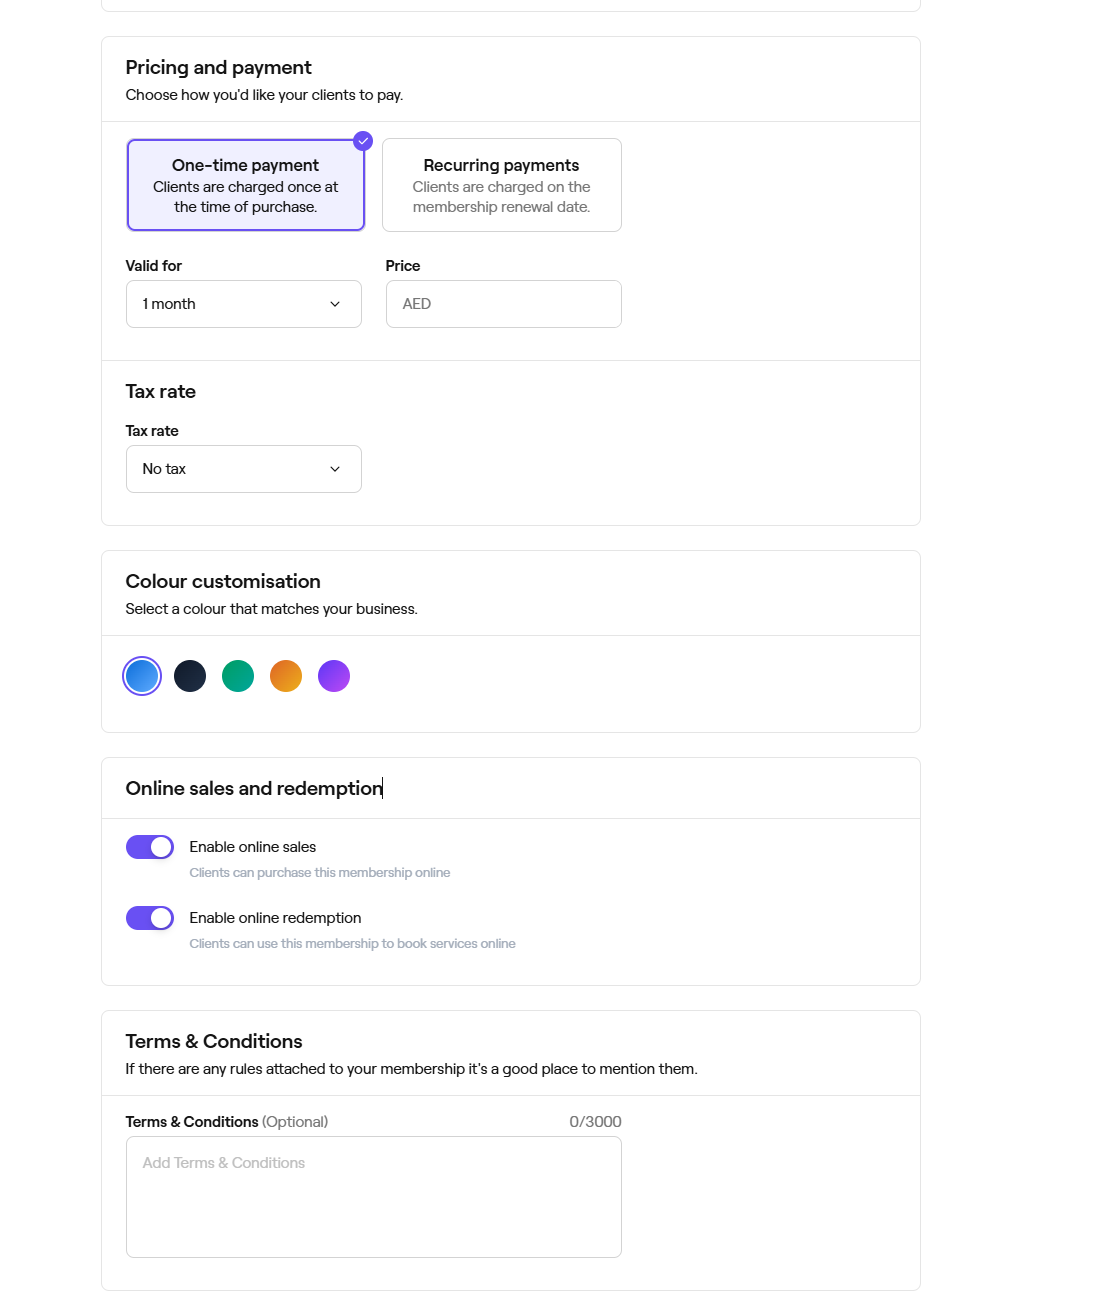 Pricing and payment
Choose how you'd like your clients to pay.
One-time payment
Clients are charged once at
the time of purchase.
Recurring payments
Clients are charged on the
membership renewal date.
Valid for
Price
1 month
AED
Tax rate
Tax rate
No tax
Colour customisation
Select a colour that matches your business.
Online sales and redemption
Enable online sales
Clients can purchase this membership online
Enable online redemption
Clients can use this membership to book services online
Terms & Conditions
If there are any rules attached to your membership it's a good place to mention them.
Terms & Conditions (Optional)
0/3000
Add Terms & Conditions